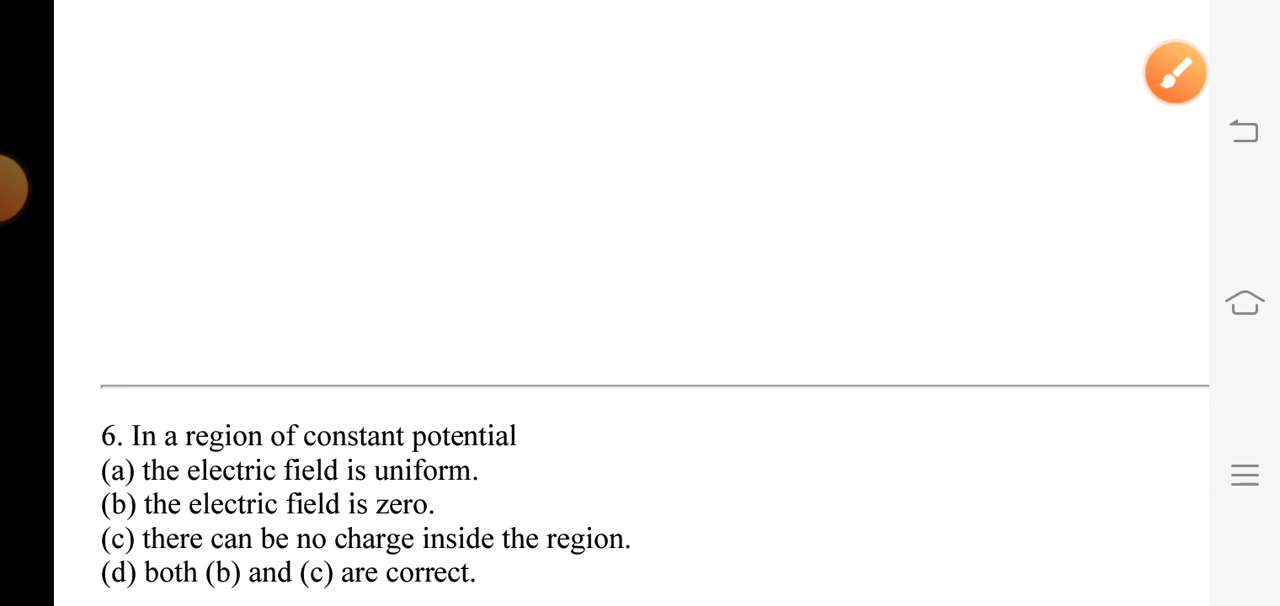 6. In a region of constant potential
(a) the electric field is uniform.
(b) the electric field is zero.
(c) there can be no charge inside the region.
(d) both (b) and (c) are correct.